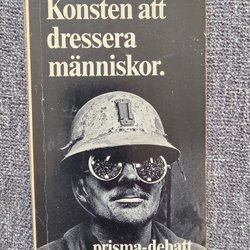 Konsten att
dressera
människor.
prisma-debatt